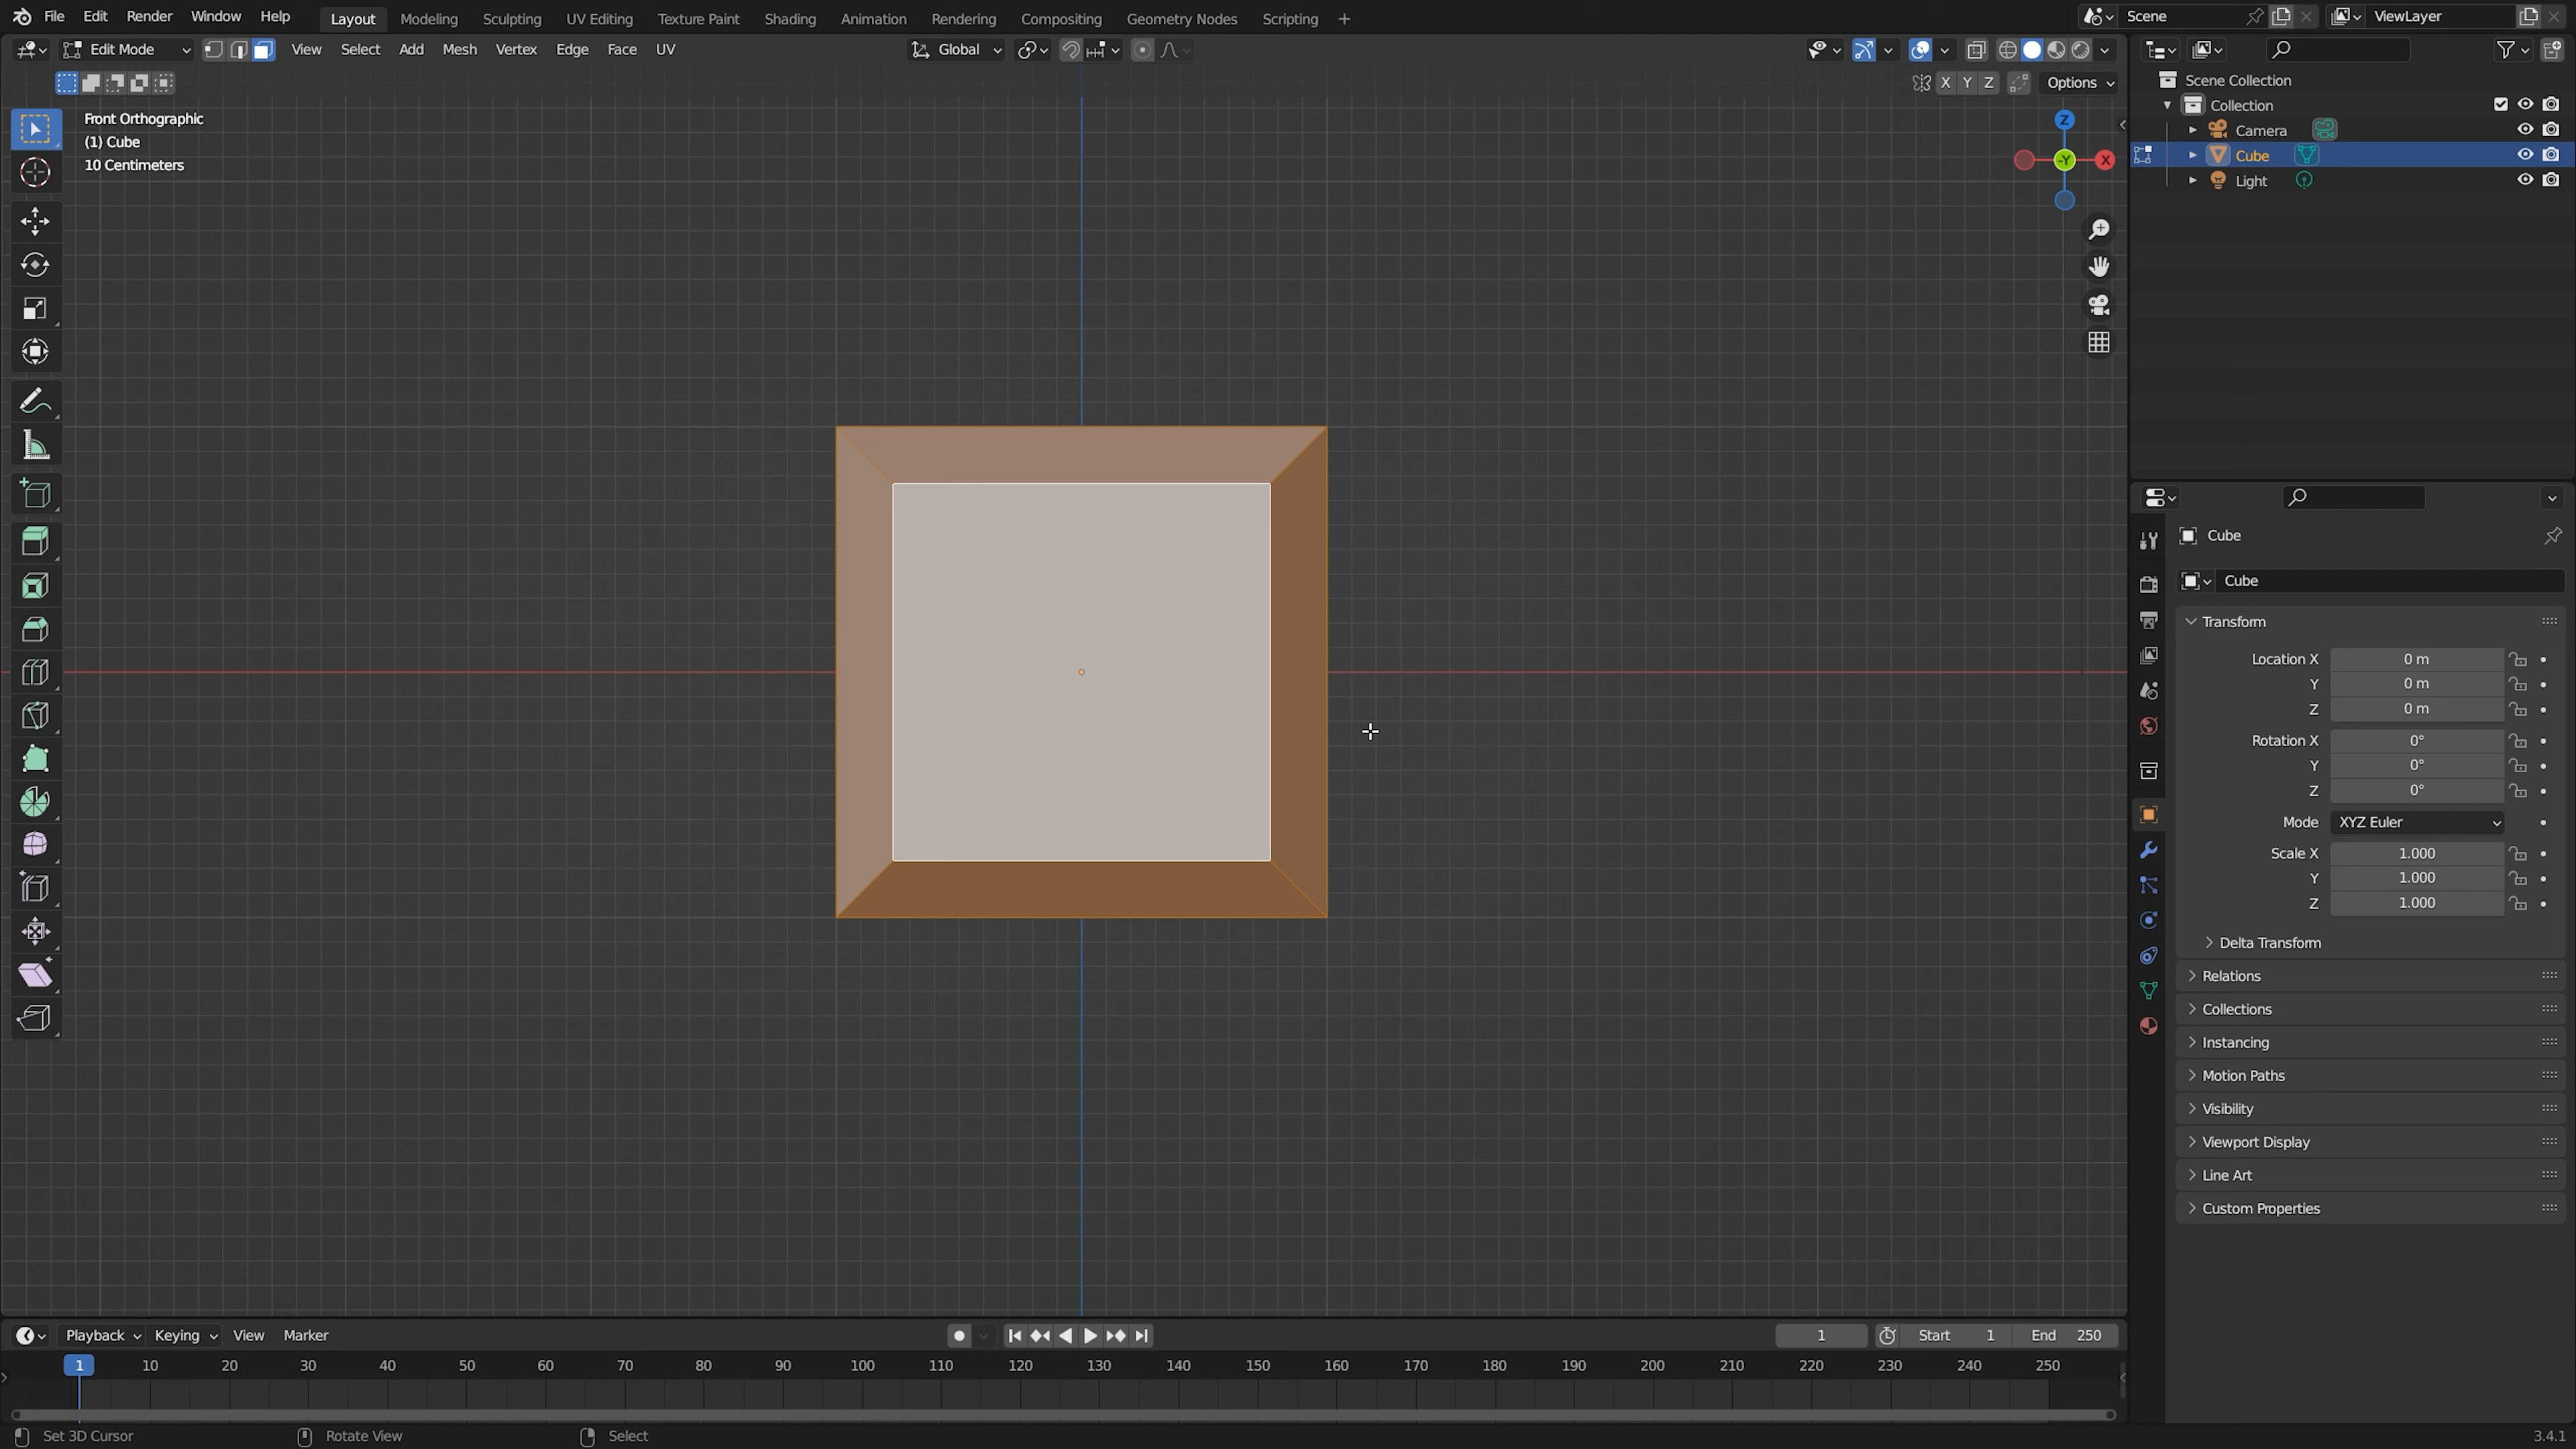 File Edit Render Window Help Layout Modeling Sculpting UV Editing Texture Paint Shading Animation Rendering Compositing Geometry Nodes Scripting + Scene ViewLayer
Edit Mode View Select Add Mesh Vertex Edge Face UV Global
X Y Z Options
Front Orthographic
(1) Cube
10 Centimeters
Z
-Y
X
Scene Collection
Collection
Camera
Cube
Light
Cube
Cube
Transform
Location X 0 m
Y 0 m
Z 0 m
Rotation X 0°
Y 0°
Z 0°
Mode XYZ Euler
Scale X 1.000
Y 1.000
Z 1.000
Delta Transform
Relations
Collections
Instancing
Motion Paths
Visibility
Viewport Display
Line Art
Custom Properties
Playback Keying View Marker 1 Start 1 End 250
1 10 20 30 40 50 60 70 80 90 100 110 120 130 140 150 160 170 180 190 200 210 220 230 240 250
Set 3D Cursor Rotate View Select 3.4.1